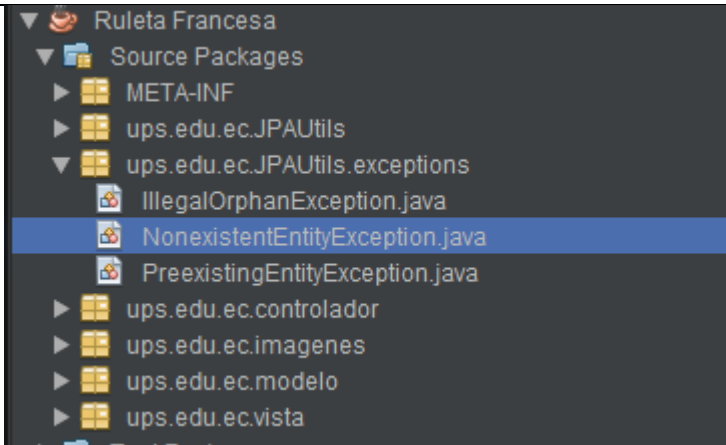 Ruleta Francesa
Source Packages
META-INF
ups.edu.ec.JPAUtils
ups.edu.ec.JPAUtils.exceptions
IllegalOrphanException.java
NonexistentEntityException.java
PreexistingEntityException.java
ups.edu.ec.controlador
ups.edu.ec.imagenes
ups.edu.ec.modelo
ups.edu.ec.vista